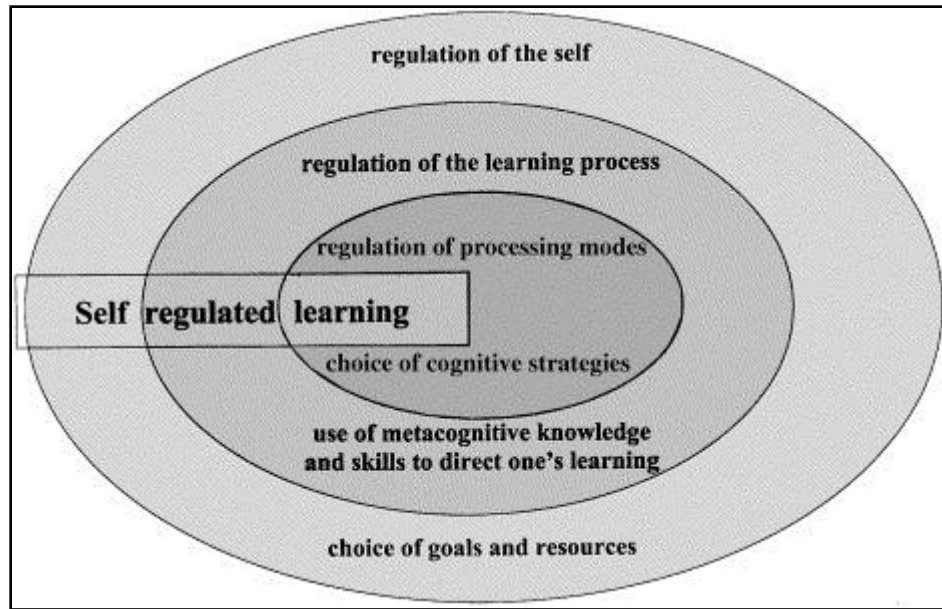 regulation of the self
regulation of the learning process
regulation of processing modes
Self regulated learning
choice of cognitive strategies
use of metacognitive knowledge
and skills to direct one's learning
choice of goals and resources